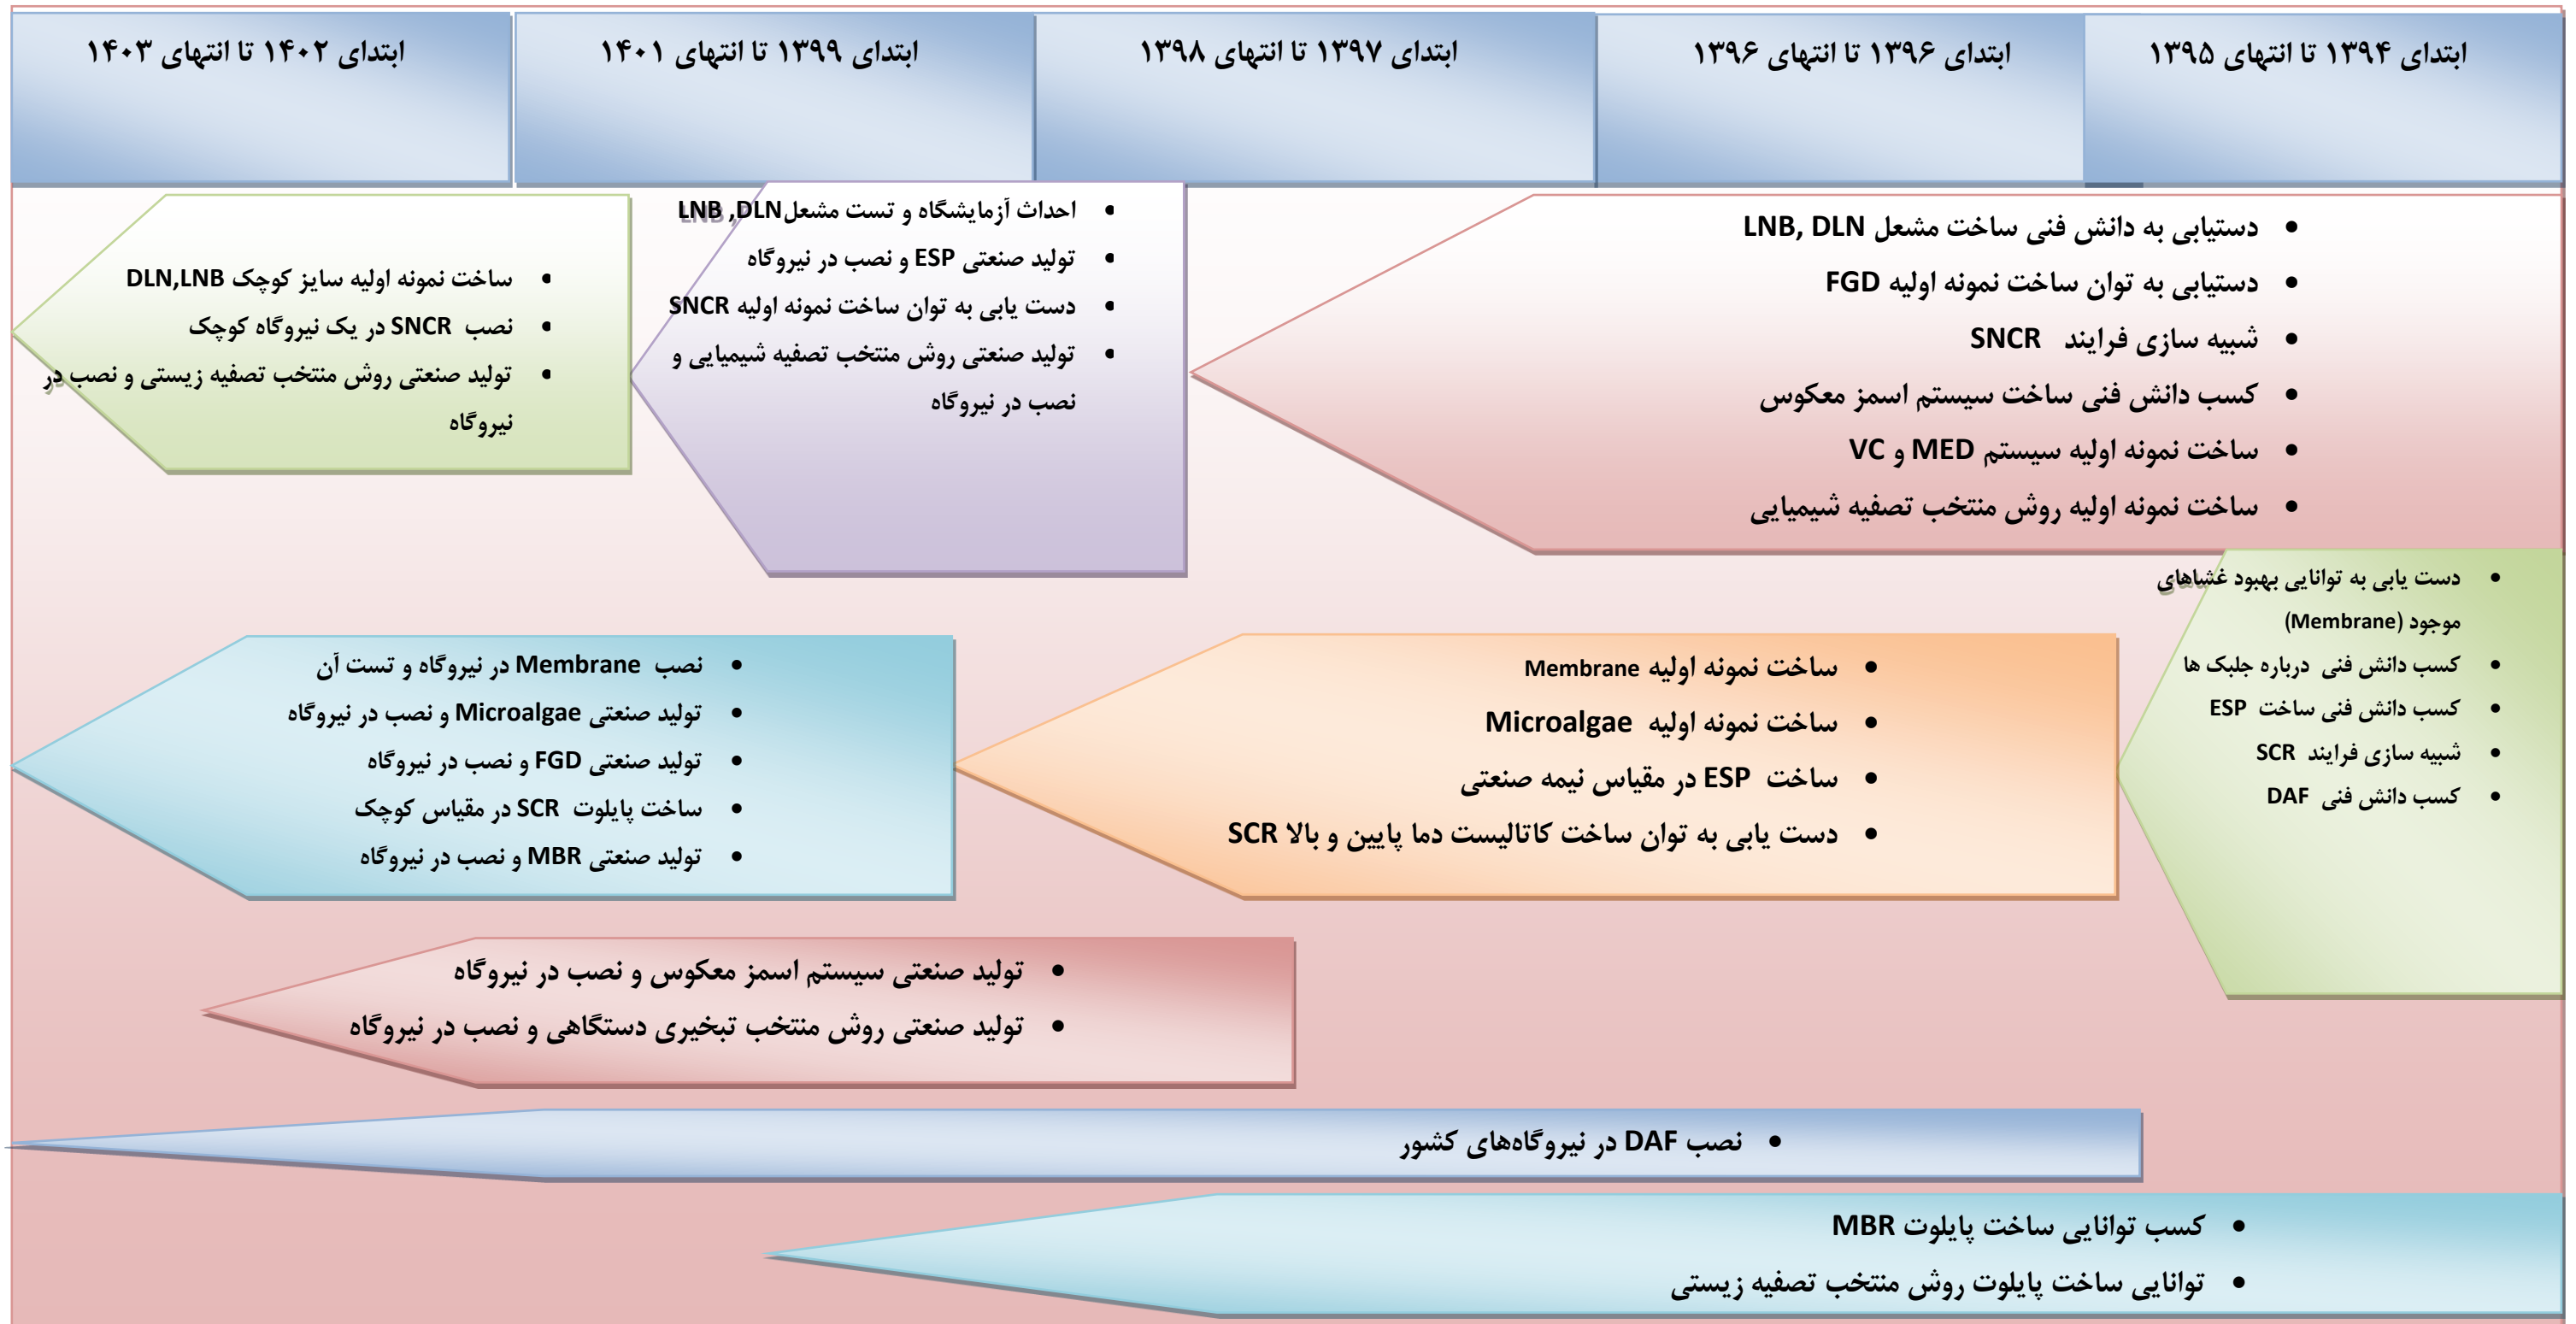 ابتدای ۱۳۹۴ تا انتهای ۱۳۹۵
ابتدای ۱۳۹۶ تا انتهای ۱۳۹۶
ابتدای ۱۳۹۷ تا انتهای ۱۳۹۸
ابتدای ۱۳۹۹ تا انتهای ۱۴۰۱
ابتدای ۱۴۰۲ تا انتهای ۱۴۰۳
• دستیابی به دانش فنی ساخت مشعل LNB, DLN
• دستیابی به توان ساخت نمونه اولیه FGD
• شبیه سازی فرایند SNCR
• کسب دانش فنی ساخت سیستم اسمز معکوس
• ساخت نمونه اولیه سیستم MED و VC
• ساخت نمونه اولیه روش منتخب تصفیه شیمیایی
• احداث آزمایشگاه و تست مشعل LNB ,DLN
• تولید صنعتی ESP و نصب در نیروگاه
• دست یابی به توان ساخت نمونه اولیه SNCR
• تولید صنعتی روش منتخب تصفیه شیمیایی و
نصب در نیروگاه
• ساخت نمونه اولیه سایز کوچک DLN,LNB
• نصب SNCR در یک نیروگاه کوچک
• تولید صنعتی روش منتخب تصفیه زیستی و نصب در
نیروگاه
• دست یابی به توانایی بهبود غشاهای
موجود (Membrane)
• کسب دانش فنی درباره جلبک ها
• کسب دانش فنی ساخت ESP
• شبیه سازی فرایند SCR
• کسب دانش فنی DAF
• ساخت نمونه اولیه Membrane
• ساخت نمونه اولیه Microalgae
• ساخت ESP در مقیاس نیمه صنعتی
• دست یابی به توان ساخت کاتالیست دما پایین و بالا SCR
• نصب Membrane در نیروگاه و تست آن
• تولید صنعتی Microalgae و نصب در نیروگاه
• تولید صنعتی FGD و نصب در نیروگاه
• ساخت پایلوت SCR در مقیاس کوچک
• تولید صنعتی MBR و نصب در نیروگاه
• تولید صنعتی سیستم اسمز معکوس و نصب در نیروگاه
• تولید صنعتی روش منتخب تبخیری دستگاهی و نصب در نیروگاه
• نصب DAF در نیروگاه‌های کشور
• کسب توانایی ساخت پایلوت MBR
• توانایی ساخت پایلوت روش منتخب تصفیه زیستی